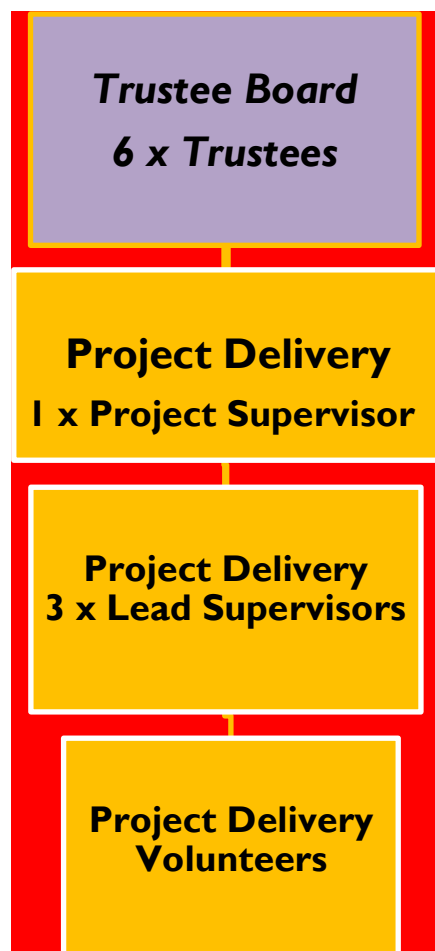 Trustee Board
6 x Trustees
Project Delivery
1 x Project Supervisor
Project Delivery
3 x Lead Supervisors
Project Delivery
Volunteers